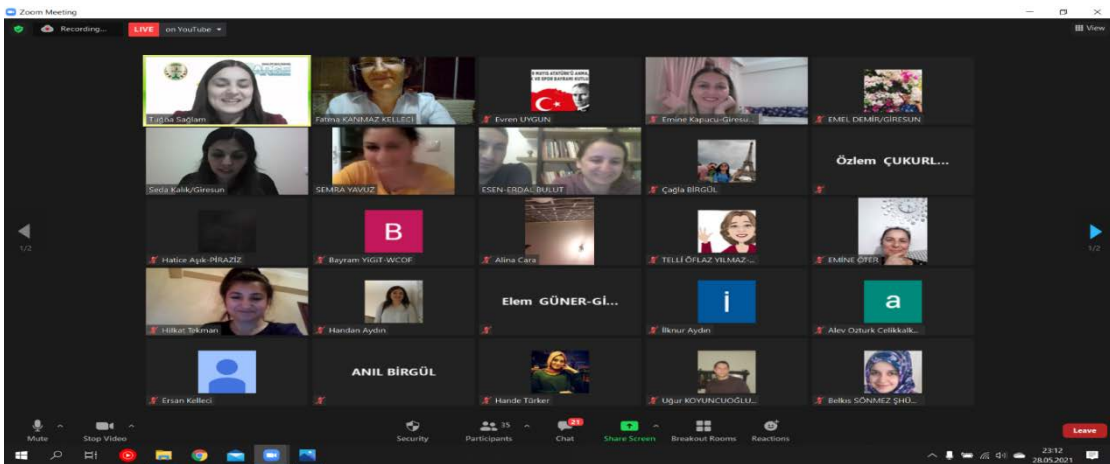 Zoom Meeting
Recording...
LIVE on YouTube
View
Tuğba Sağlam
Fatma KANMAZ KELLECİ
Evren UYGUN
Emine Kapucu-Giresu...
EMEL DEMİR/GİRESUN
Seda Kalık/Giresun
SEMRA YAVUZ
ESEN-ERDAL BULUT
Çağla BİRGÜL
Özlem ÇUKURL...
1/2
Hatice Aşık-PİRAZİZ
B
Bayram YİGİT-WCOF
Alina Cara
TELLİ ÖFLAZ YILMAZ-...
EMİNE ÖTER
1/2
Hilkat Tekman
Handan Aydın
Elem GÜNER-Gİ...
i
İlknur Aydın
a
Alev Ozturk Celikkalk...
Ersan Kelleci
ANIL BİRGÜL
Hande Türker
Uğur KOYUNCUOĞLU...
Belkıs SÖNMEZ ŞHÜ...
Mute
Stop Video
Security
35
Participants
21
Chat
Share Screen
Breakout Rooms
Reactions
Leave
23:12
28.05.2021